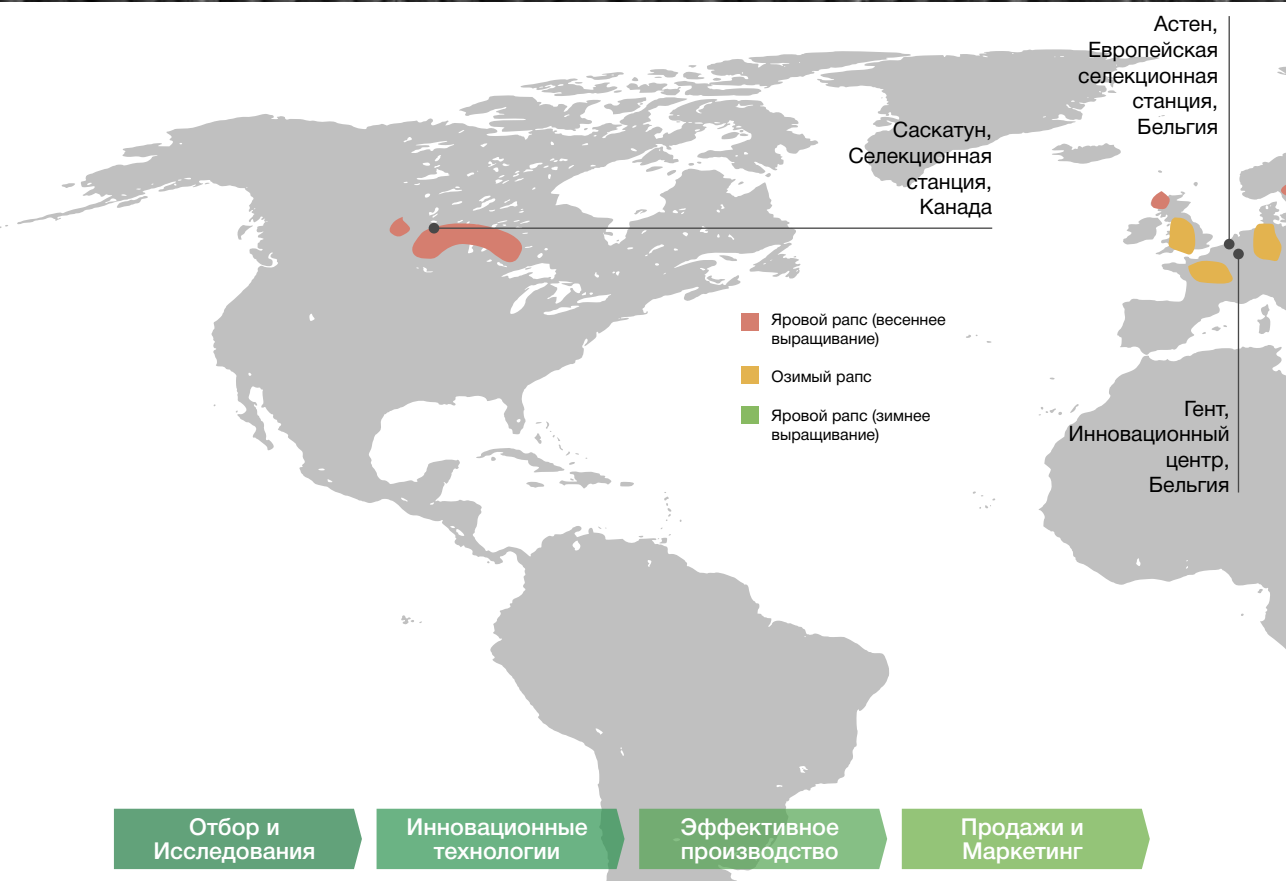 Астен,
Европейская
селекционная
станция,
Бельгия
Саскатун,
Селекционная
станция,
Канада
Яровой рапс (весеннее
выращивание)
Озимый рапс
Яровой рапс (зимнее
выращивание)
Гент,
Инновационный
центр,
Бельгия
Отбор и
Исследования
Инновационные
технологии
Эффективное
производство
Продажи и
Маркетинг